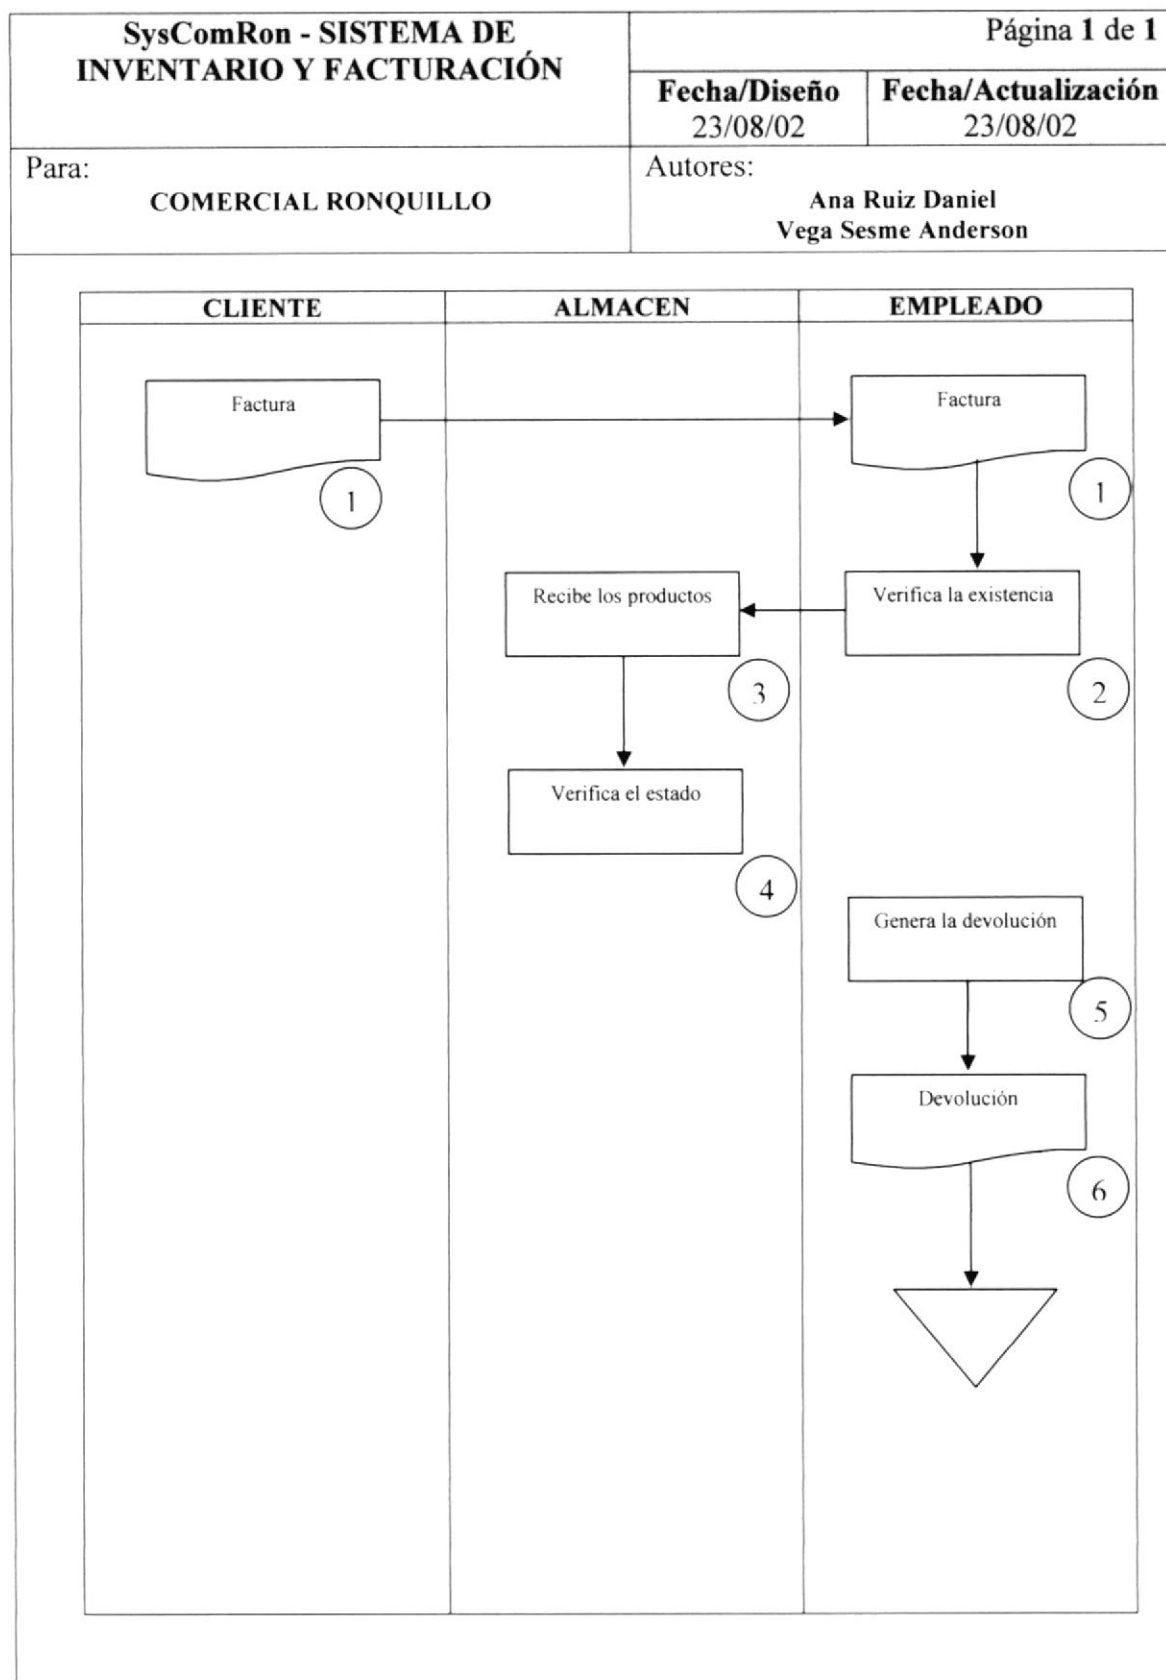 SysComRon - SISTEMA DE
INVENTARIO Y FACTURACIÓN
Página 1 de 1
Fecha/Diseño
23/08/02
Fecha/Actualización
23/08/02
Para:
COMERCIAL RONQUILLO
Autores:
Ana Ruiz Daniel
Vega Sesme Anderson
CLIENTE
ALMACEN
EMPLEADO
Factura
1
Factura
1
Recibe los productos
3
Verifica la existencia
2
Verifica el estado
4
Genera la devolución
5
Devolución
6